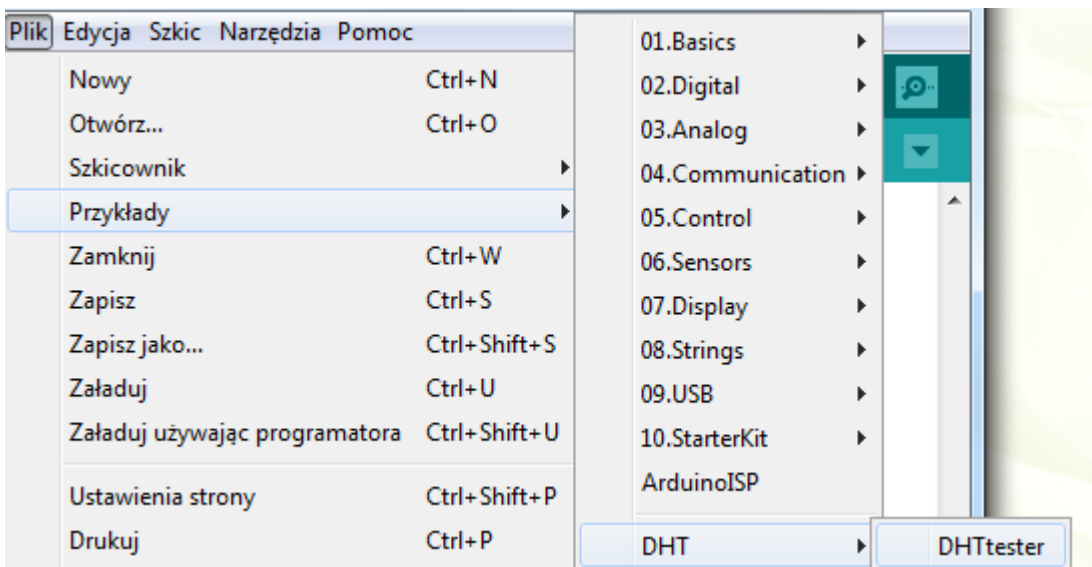 Plik Edycja Szkic Narzędzia Pomoc
Nowy Ctrl+N
Otwórz... Ctrl+O
Szkicownik
Przykłady
Zamknij Ctrl+W
Zapisz Ctrl+S
Zapisz jako... Ctrl+Shift+S
Załaduj Ctrl+U
Załaduj używając programatora Ctrl+Shift+U
Ustawienia strony Ctrl+Shift+P
Drukuj Ctrl+P
01.Basics
02.Digital
03.Analog
04.Communication
05.Control
06.Sensors
07.Display
08.Strings
09.USB
10.StarterKit
ArduinoISP
DHT
DHTtester